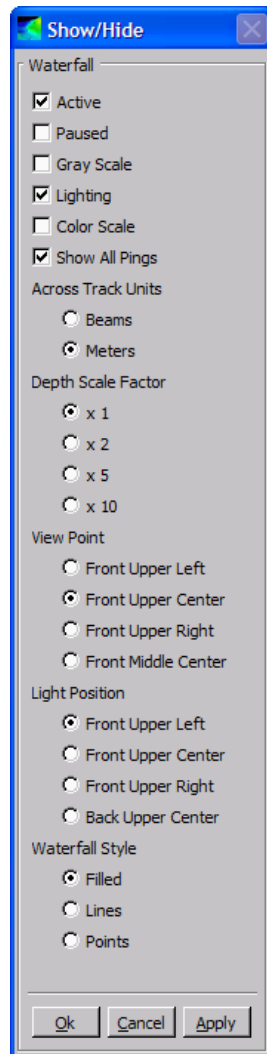 Show/Hide
Waterfall
Active
Paused
Gray Scale
Lighting
Color Scale
Show All Pings
Across Track Units
Beams
Meters
Depth Scale Factor
x 1
x 2
x 5
x 10
View Point
Front Upper Left
Front Upper Center
Front Upper Right
Front Middle Center
Light Position
Front Upper Left
Front Upper Center
Front Upper Right
Back Upper Center
Waterfall Style
Filled
Lines
Points
Ok Cancel Apply